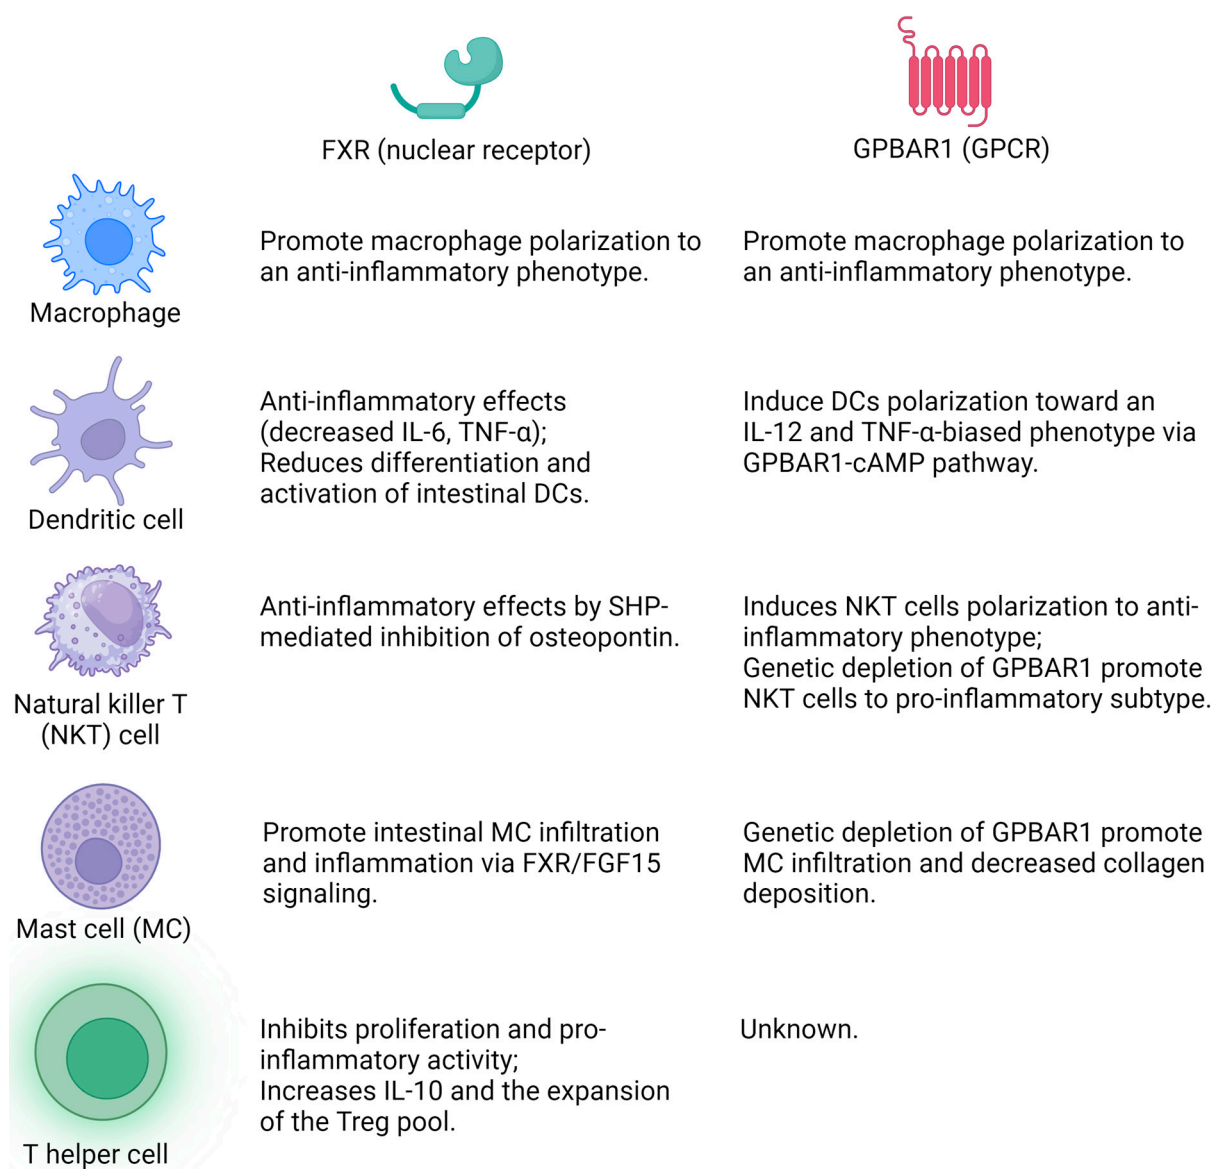 FXR (nuclear receptor)
GPBAR1 (GPCR)
Macrophage
Promote macrophage polarization to
an anti-inflammatory phenotype.
Promote macrophage polarization to
an anti-inflammatory phenotype.
Dendritic cell
Anti-inflammatory effects
(decreased IL-6, TNF-α);
Reduces differentiation and
activation of intestinal DCs.
Induce DCs polarization toward an
IL-12 and TNF-α-biased phenotype via
GPBAR1-cAMP pathway.
Natural killer T
(NKT) cell
Anti-inflammatory effects by SHP-
mediated inhibition of osteopontin.
Induces NKT cells polarization to anti-
inflammatory phenotype;
Genetic depletion of GPBAR1 promote
NKT cells to pro-inflammatory subtype.
Mast cell (MC)
Promote intestinal MC infiltration
and inflammation via FXR/FGF15
signaling.
Genetic depletion of GPBAR1 promote
MC infiltration and decreased collagen
deposition.
T helper cell
Inhibits proliferation and pro-
inflammatory activity;
Increases IL-10 and the expansion
of the Treg pool.
Unknown.